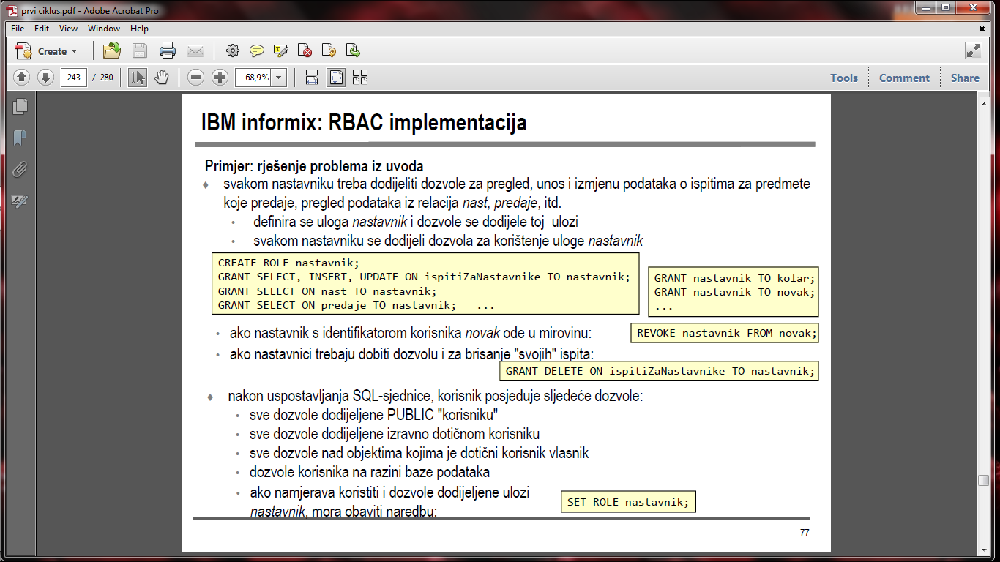 prvi ciklus.pdf - Adobe Acrobat Pro
File Edit View Window Help
Create
243 / 280 68,9% Tools Comment Share
IBM informix: RBAC implementacija
Primjer: rješenje problema iz uvoda
svakom nastavniku treba dodijeliti dozvole za pregled, unos i izmjenu podataka o ispitima za predmete
koje predaje, pregled podataka iz relacija nast, predaje, itd.
definira se uloga nastavnik i dozvole se dodijele toj ulozi
svakom nastavniku se dodijeli dozvola za korištenje uloge nastavnik
CREATE ROLE nastavnik;
GRANT SELECT, INSERT, UPDATE ON ispitiZaNastavnike TO nastavnik;
GRANT SELECT ON nast TO nastavnik;
GRANT SELECT ON predaje TO nastavnik; ...
GRANT nastavnik TO kolar;
GRANT nastavnik TO novak;
...
ako nastavnik s identifikatorom korisnika novak ode u mirovinu:
REVOKE nastavnik FROM novak;
ako nastavnici trebaju dobiti dozvolu i za brisanje "svojih" ispita:
GRANT DELETE ON ispitiZaNastavnike TO nastavnik;
nakon uspostavljanja SQL-sjednice, korisnik posjeduje sljedeće dozvole:
sve dozvole dodijeljene PUBLIC "korisniku"
sve dozvole dodijeljene izravno dotičnom korisniku
sve dozvole nad objektima kojima je dotični korisnik vlasnik
dozvole korisnika na razini baze podataka
ako namjerava koristiti i dozvole dodijeljene ulozi
nastavnik, mora obaviti naredbu:
SET ROLE nastavnik;
77